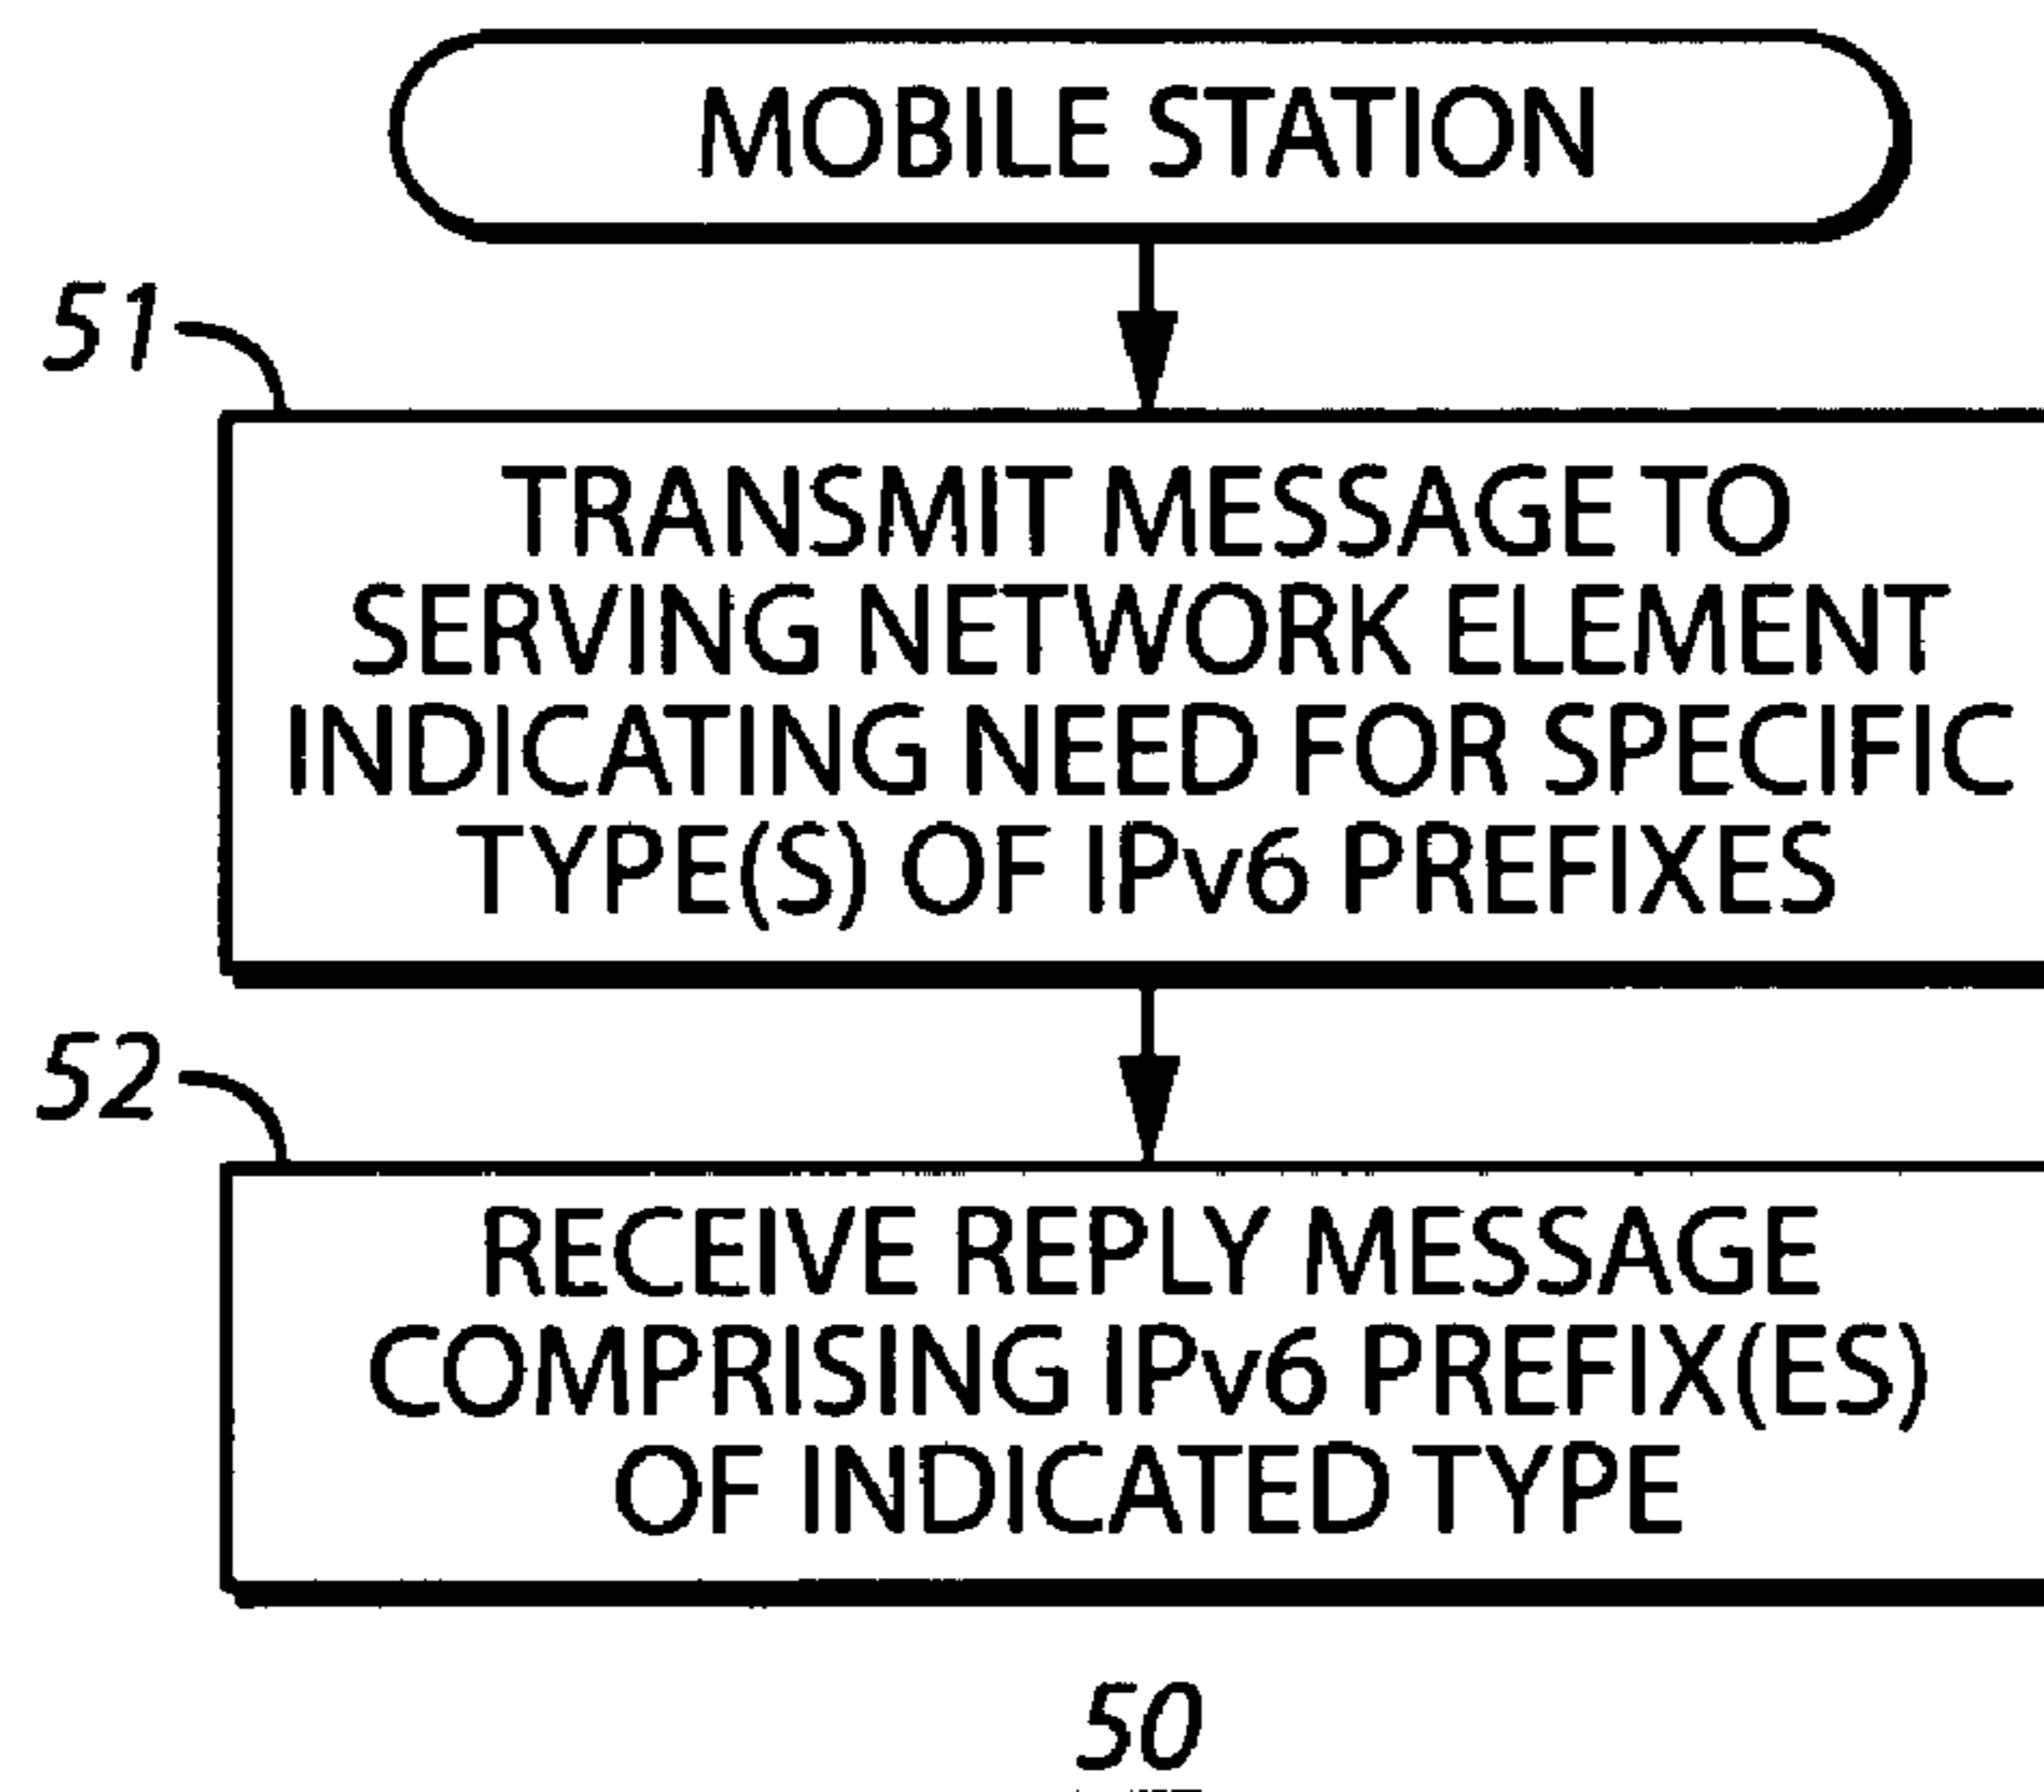 MOBILE STATION
51
TRANSMIT MESSAGE TO
SERVING NETWORK ELEMENT
INDICATING NEED FOR SPECIFIC
TYPE(S) OF IPv6 PREFIXES
52
RECEIVE REPLY MESSAGE
COMPRISING IPv6 PREFIX(ES)
OF INDICATED TYPE
50